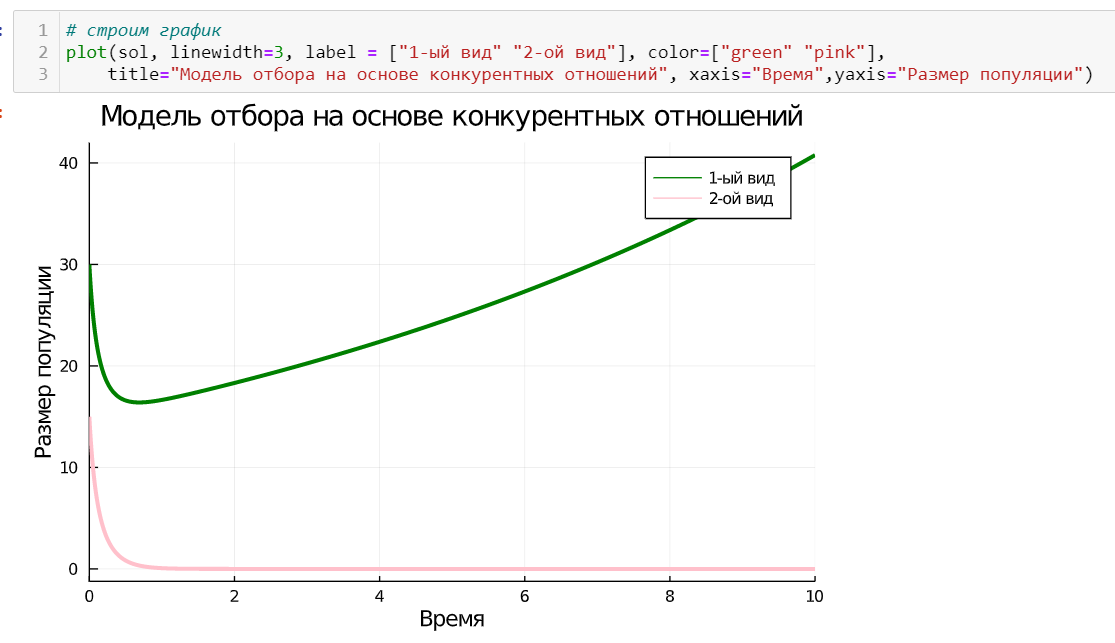 1 # строим график
2 plot(sol, linewidth=3, label = ["1-ый вид" "2-ой вид"], color=["green" "pink"],
3 title="Модель отбора на основе конкурентных отношений", xaxis="Время",yaxis="Размер популяции")
Модель отбора на основе конкурентных отношений
40
30
20
10
0
Размер популяции
1-ый вид
2-ой вид
0 2 4 6 8 10
Время